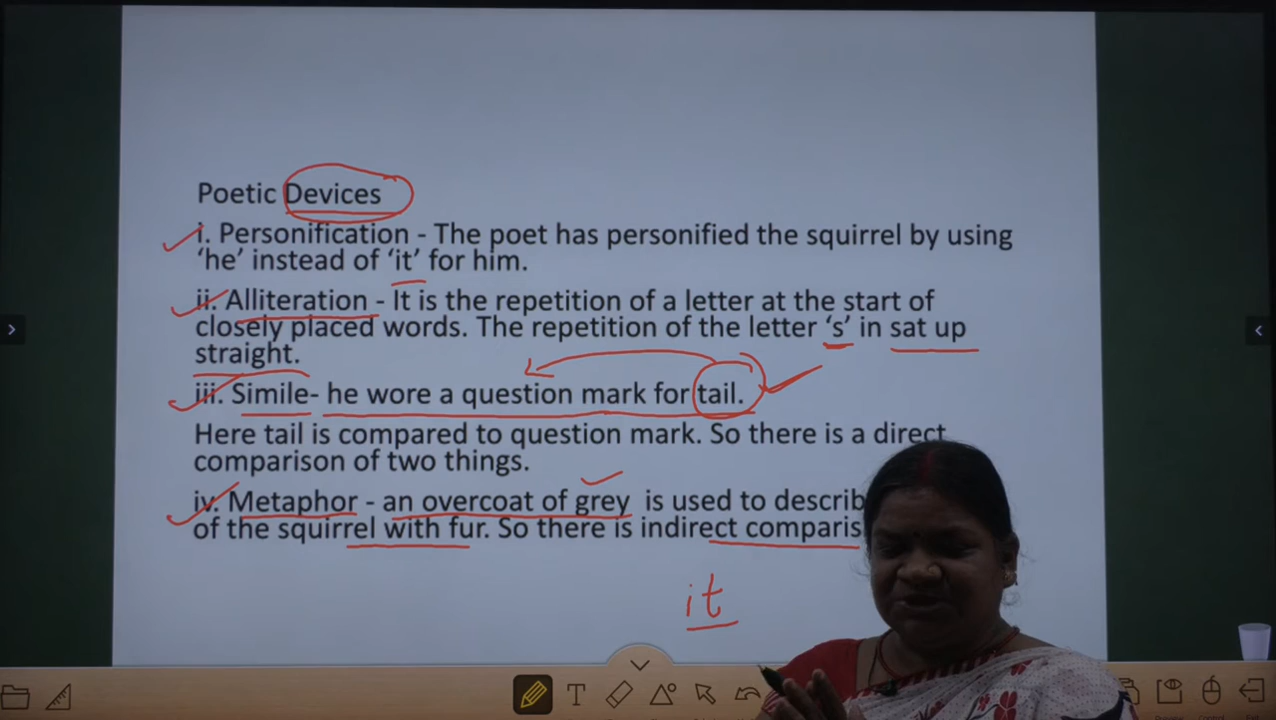 Poetic Devices
i. Personification - The poet has personified the squirrel by using
‘he’ instead of ‘it’ for him.
ii. Alliteration - It is the repetition of a letter at the start of
closely placed words. The repetition of the letter ‘s’ in sat up
straight.
iii. Simile- he wore a question mark for tail.
Here tail is compared to question mark. So there is a direct
comparison of two things.
iv. Metaphor - an overcoat of grey is used to describ
of the squirrel with fur. So there is indirect comparis
it
T